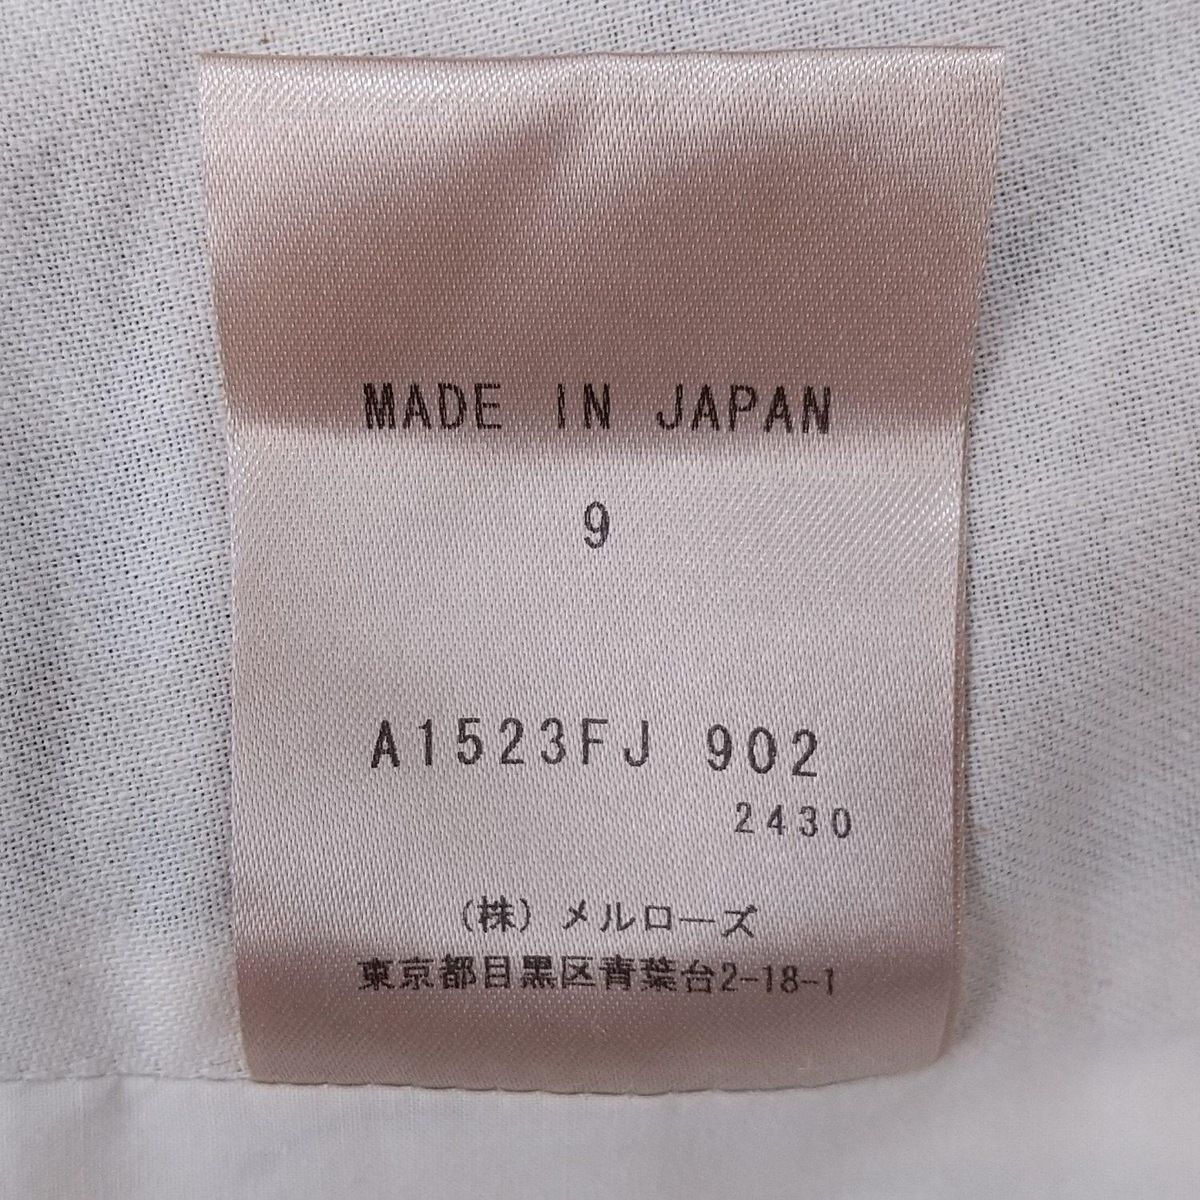 MADE IN JAPAN
9
A1523FJ 902
2430
(株)メルローズ
東京都目黒区青葉台2-18-1